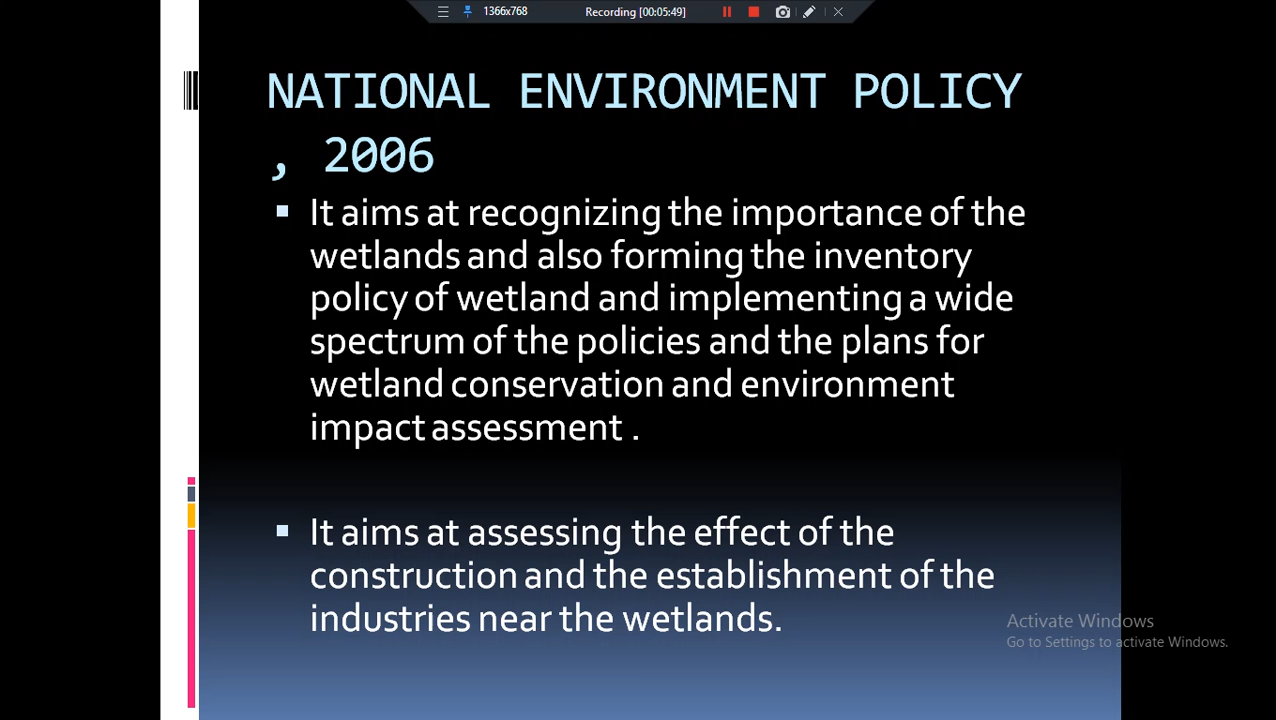 1366x768 Recording [00:05:49]
NATIONAL ENVIRONMENT POLICY
, 2006
It aims at recognizing the importance of the
wetlands and also forming the inventory
policy of wetland and implementing a wide
spectrum of the policies and the plans for
wetland conservation and environment
impact assessment .
It aims at assessing the effect of the
construction and the establishment of the
industries near the wetlands.
Activate Windows
Go to Settings to activate Windows.